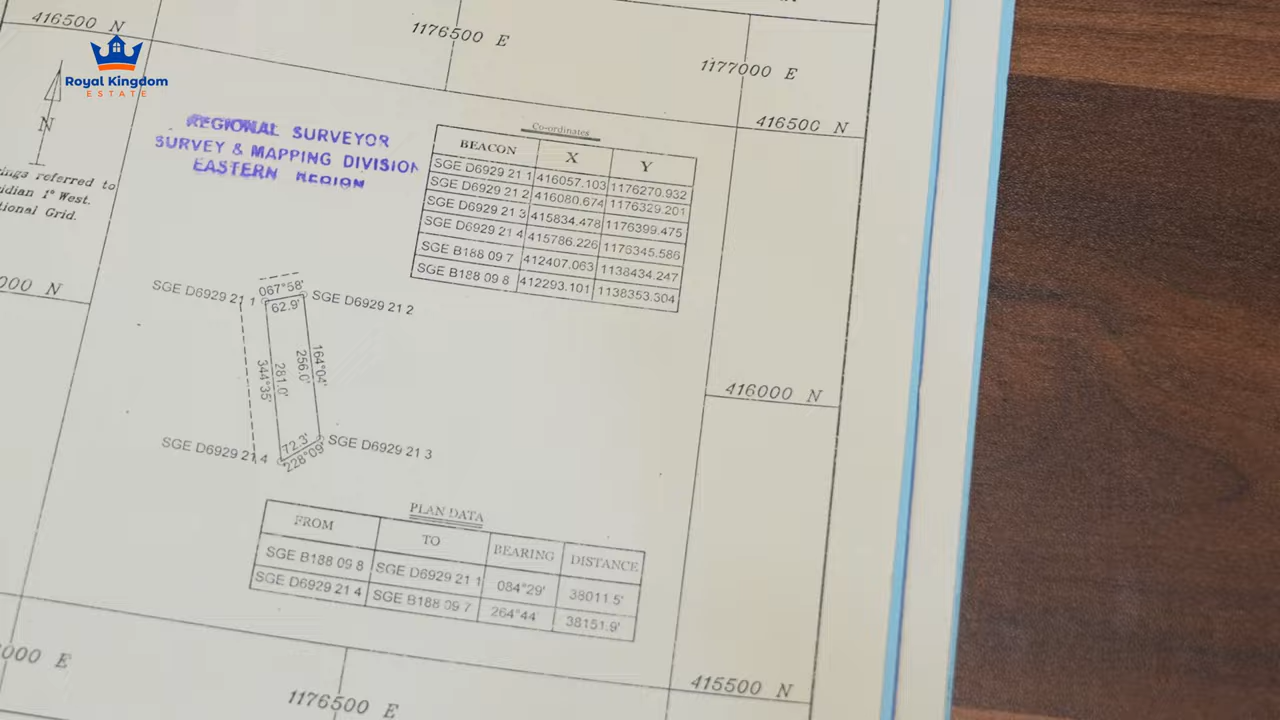 416500 N
1176500 E
1177000 E
416500 N
Royal Kingdom
ESTATE
N
REGIONAL SURVEYOR
SURVEY & MAPPING DIVISION
EASTERN REGION
to
1° West.
Grid.
Co-ordinates
BEACON X Y
SGE D6929 21 1 416057.103 1176270.932
SGE D6929 21 2 416080.674 1176329.201
SGE D6929 21 3 415834.478 1176399.475
SGE D6929 21 4 415786.226 1176345.586
SGE B188 09 7 412407.063 1138434.247
SGE B188 09 8 412293.101 1138353.304
000 N
SGE D6929 21 1
067°58'
62.9'
SGE D6929 21 2
344°35'
281.0'
256.0'
164°04'
416000 N
SGE D6929 21 4
72.3'
228°09'
SGE D6929 21 3
PLAN DATA
FROM TO BEARING DISTANCE
SGE B188 09 8 SGE D6929 21 1 084°29' 38011.5'
SGE D6929 21 4 SGE B188 09 7 264°44' 38151.9'
000 E
1176500 E
415500 N